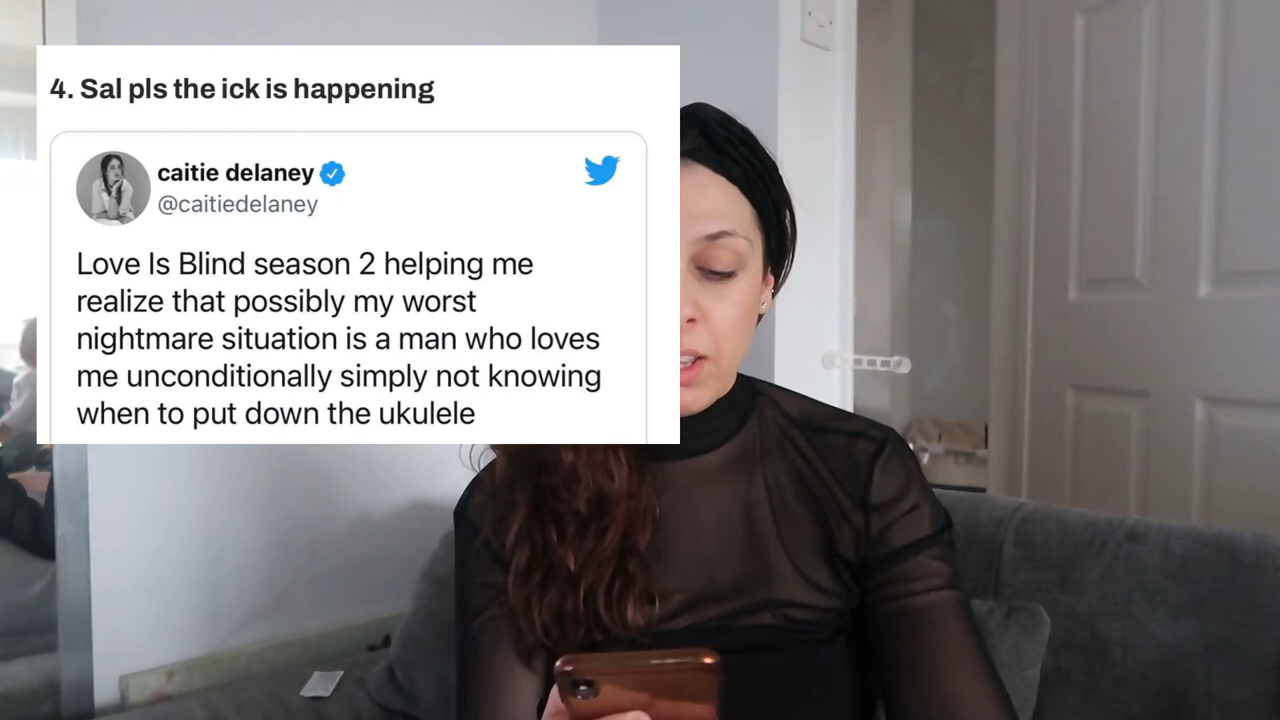 4. Sal pls the ick is happening
caitie delaney
@caitiedelaney
Love Is Blind season 2 helping me
realize that possibly my worst
nightmare situation is a man who loves
me unconditionally simply not knowing
when to put down the ukulele